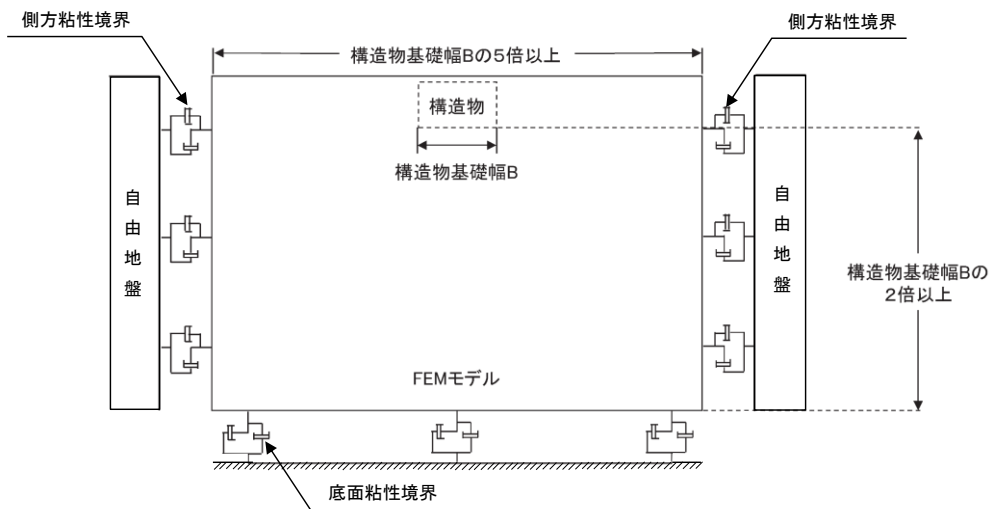 側方粘性境界
側方粘性境界
構造物基礎幅Bの5倍以上
構造物
構造物基礎幅B
自由地盤
自由地盤
構造物基礎幅Bの
2倍以上
FEMモデル
底面粘性境界